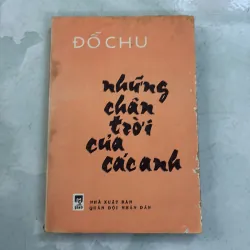 ĐỖ CHU
những
chân
trời
của
các anh
NHÀ XUẤT BẢN
QUÂN ĐỘI NHÂN DÂN